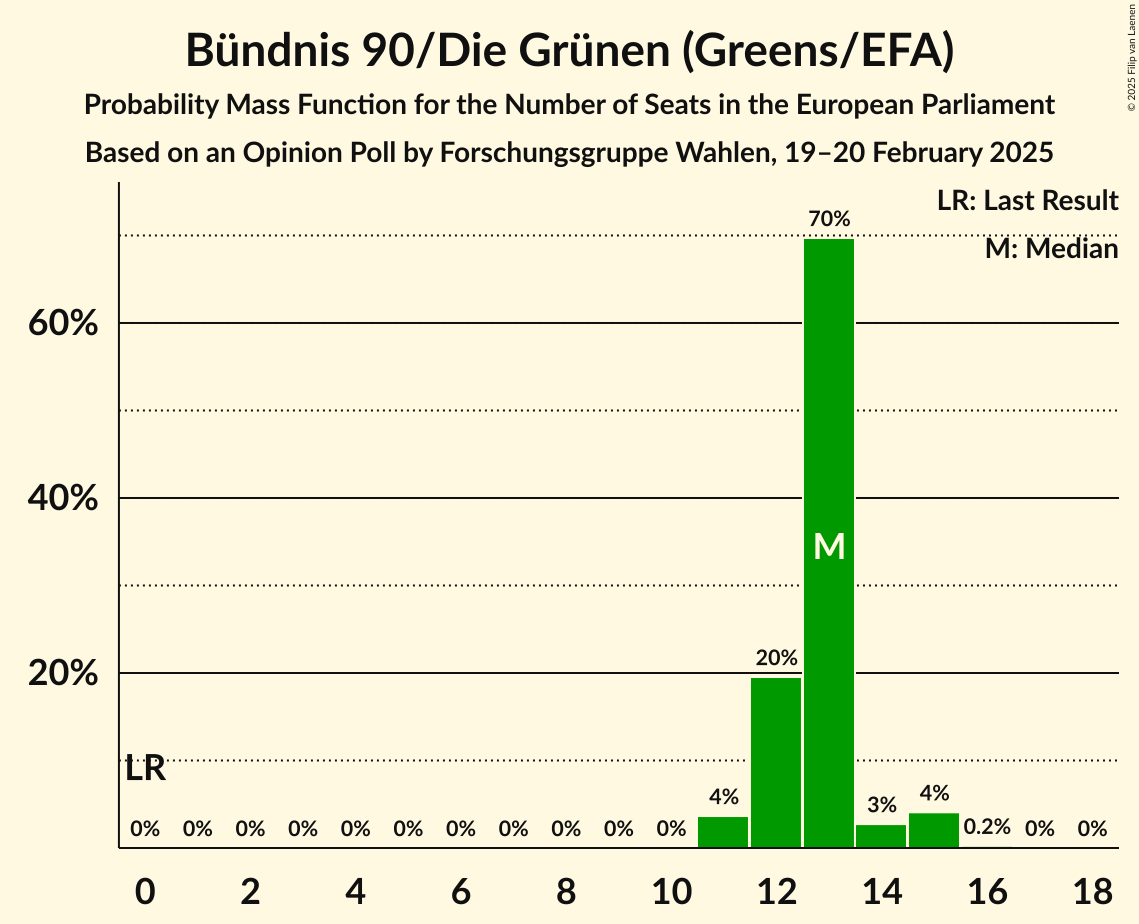 Bündnis 90/Die Grünen (Greens/EFA)
Probability Mass Function for the Number of Seats in the European Parliament
Based on an Opinion Poll by Forschungsgruppe Wahlen, 19–20 February 2025
© 2025 Filip van Laenen
LR: Last Result
M: Median
70%
60%
40%
M
20%
20%
LR
0% 0% 0% 0% 0% 0% 0% 0% 0% 0% 0% 4% 3% 4% 0.2% 0% 0%
0 2 4 6 8 10 12 14 16 18